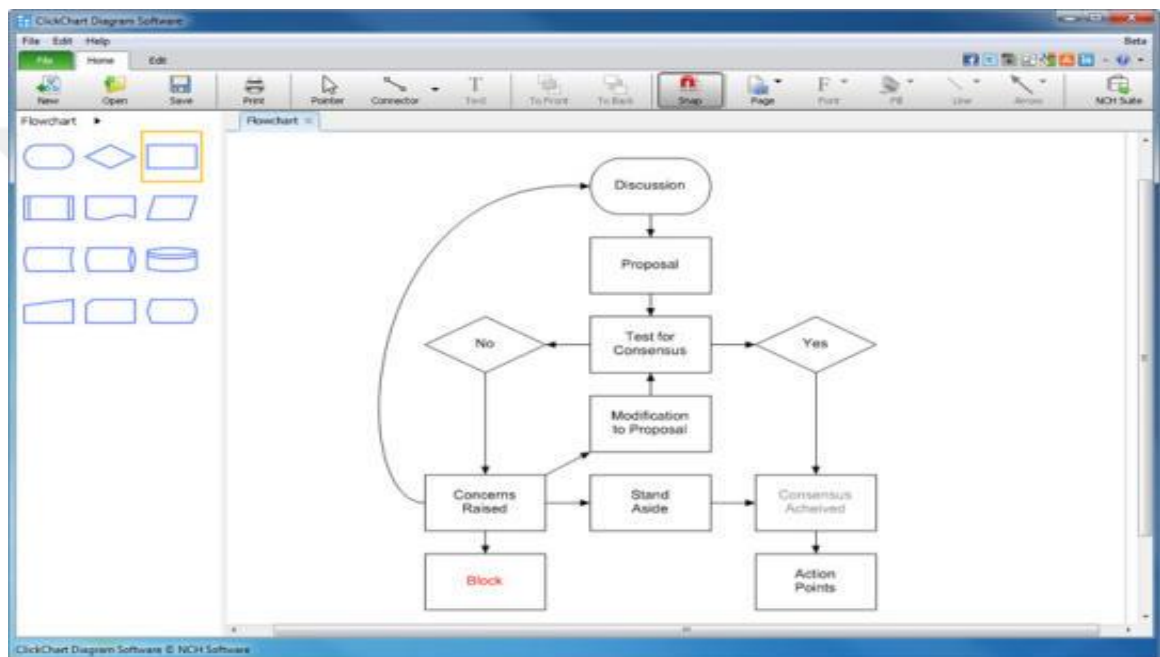 ClickChart Diagram Software
File Edit Help
Beta
File Home Edit
New Open Save Print Pointer Connector Text To Front To Back Snap Page Font Fill Line Arrow NCH Suite
Flowchart
Flowchart
Discussion
Proposal
No
Test for
Consensus
Yes
Modification
to Proposal
Concerns
Raised
Stand
Aside
Consensus
Acheived
Block
Action
Points
ClickChart Diagram Software © NCH Software